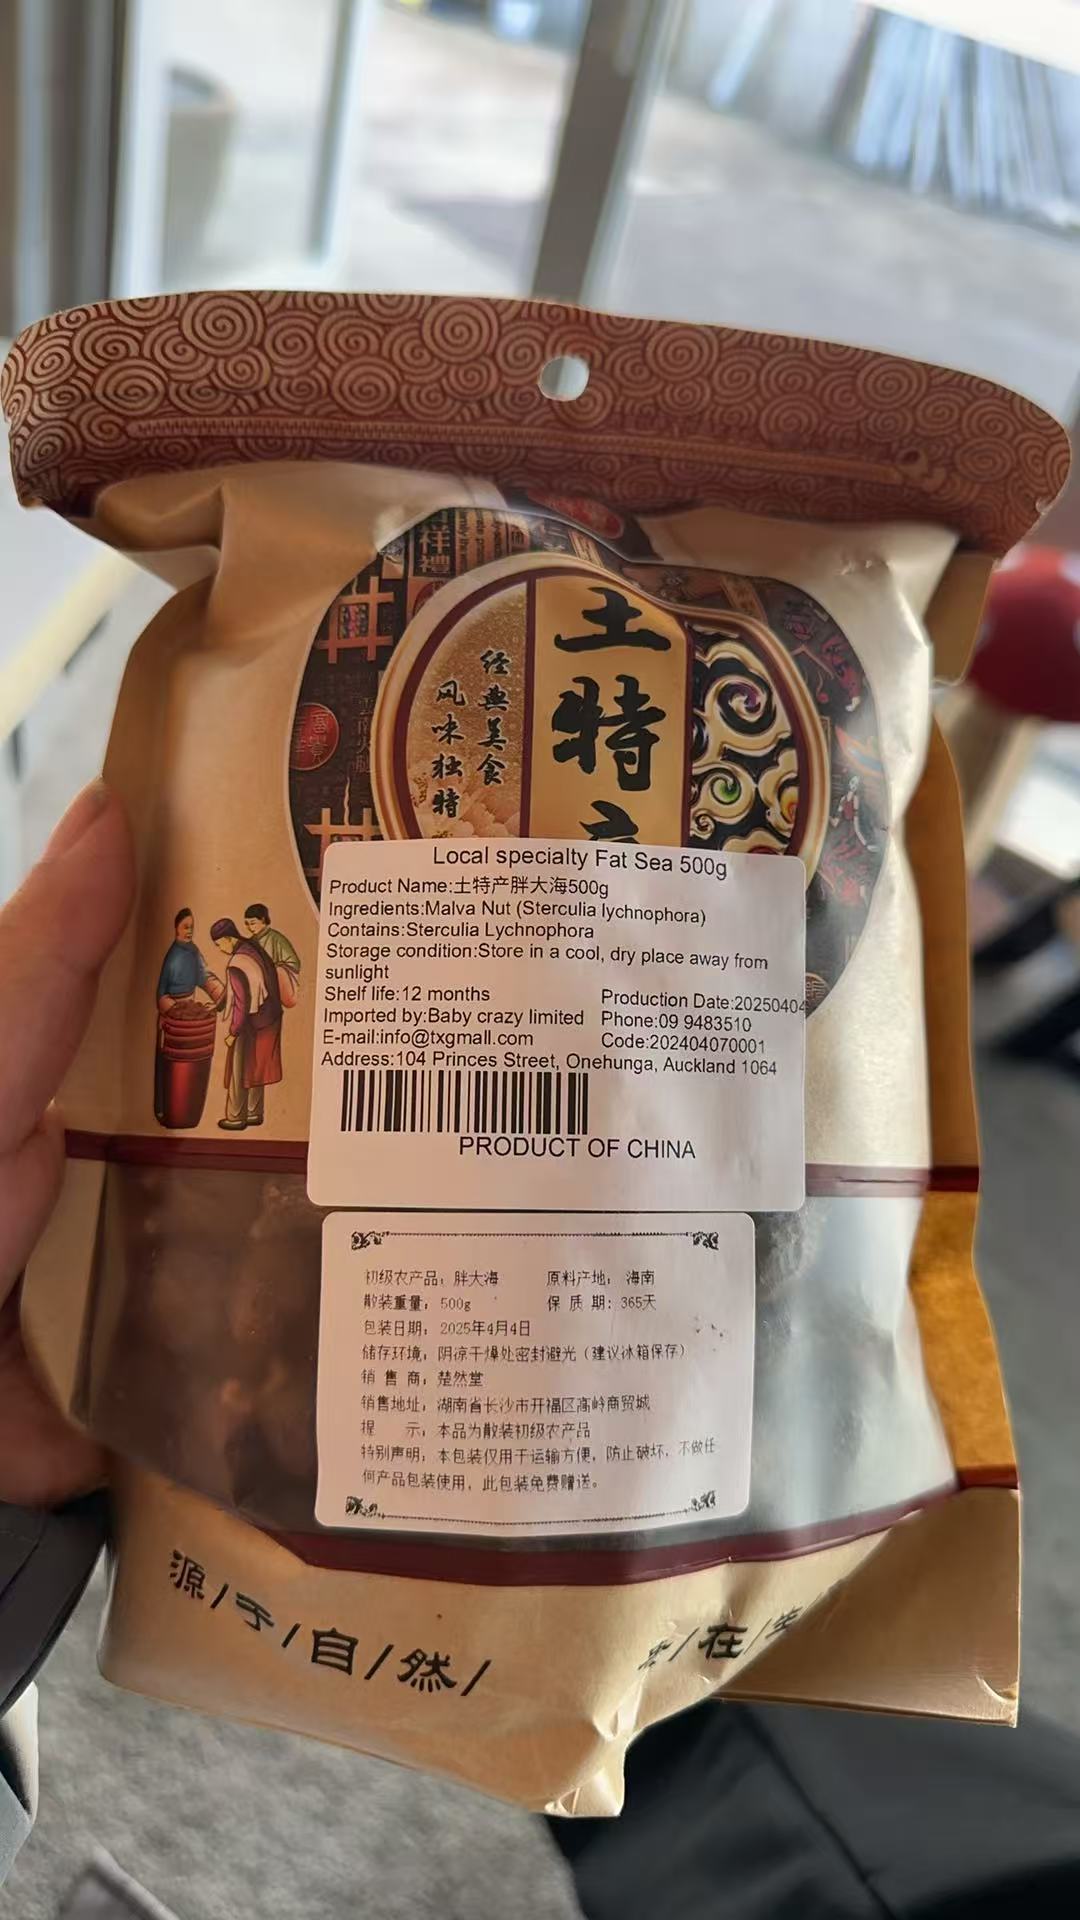 祥禮
土特
经典美食
风味独特
Local specialty Fat Sea 500g
Product Name:土特产胖大海500g
Ingredients:Malva Nut (Sterculia lychnophora)
Contains:Sterculia Lychnophora
Storage condition:Store in a cool, dry place away from
sunlight
Shelf life:12 months Production Date:20250404
Imported by:Baby crazy limited Phone:09 9483510
E-mail:info@txgmall.com Code:202404070001
Address:104 Princes Street, Onehunga, Auckland 1064
PRODUCT OF CHINA
初级农产品：胖大海 原料产地：海南
散装重量：500g 保质期：365天
包装日期：2025年4月4日
储存环境：阴凉干燥处密封避光（建议冰箱保存）
销售商：楚然堂
销售地址：湖南省长沙市开福区高岭商贸城
提示：本品为散装初级农产品
特别声明：本包装仅用于运输方便，防止破坏，不做任
何产品包装使用，此包装免费赠送。
源/于/自/然/
在